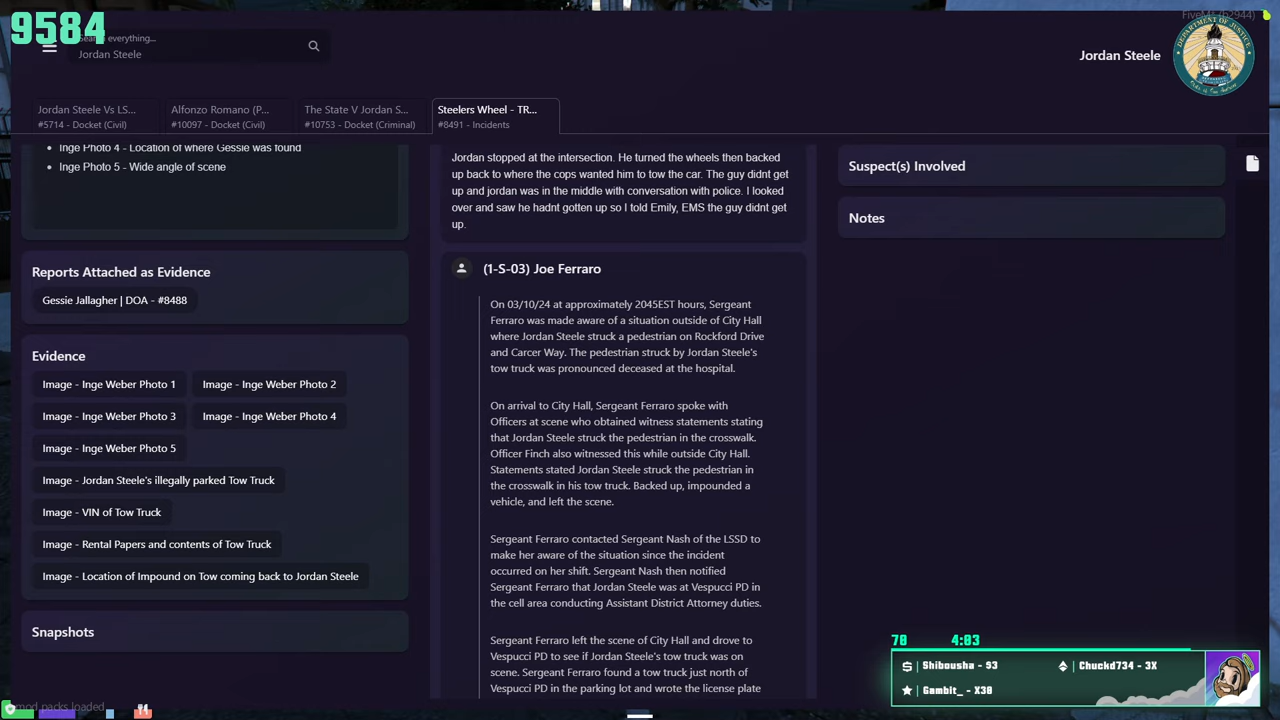 9584
FiveM
Search everything...
Jordan Steele
Jordan Steele
DEPARTMENT OF JUSTICE
Jordan Steele Vs LS...
#5714 - Docket (Civil)
Alfonzo Romano (P...
#10097 - Docket (Civil)
The State V Jordan S...
#10753 - Docket (Criminal)
Steelers Wheel - TR...
#8491 - Incidents
Inge Photo 4 - Location of where Gessie was found
Inge Photo 5 - Wide angle of scene
Reports Attached as Evidence
Gessie Jallagher | DOA - #8488
Evidence
Image - Inge Weber Photo 1
Image - Inge Weber Photo 2
Image - Inge Weber Photo 3
Image - Inge Weber Photo 4
Image - Inge Weber Photo 5
Image - Jordan Steele's illegally parked Tow Truck
Image - VIN of Tow Truck
Image - Rental Papers and contents of Tow Truck
Image - Location of Impound on Tow coming back to Jordan Steele
Snapshots
Jordan stopped at the intersection. He turned the wheels then backed
up back to where the cops wanted him to tow the car. The guy didnt get
up and jordan was in the middle with conversation with police. I looked
over and saw he hadnt gotten up so I told Emily, EMS the guy didnt get
up.
(1-S-03) Joe Ferraro
On 03/10/24 at approximately 2045EST hours, Sergeant
Ferraro was made aware of a situation outside of City Hall
where Jordan Steele struck a pedestrian on Rockford Drive
and Carcer Way. The pedestrian struck by Jordan Steele's
tow truck was pronounced deceased at the hospital.
On arrival to City Hall, Sergeant Ferraro spoke with
Officers at scene who obtained witness statements stating
that Jordan Steele struck the pedestrian in the crosswalk.
Officer Finch also witnessed this while outside City Hall.
Statements stated Jordan Steele struck the pedestrian in
the crosswalk in his tow truck. Backed up, impounded a
vehicle, and left the scene.
Sergeant Ferraro contacted Sergeant Nash of the LSSD to
make her aware of the situation since the incident
occurred on her shift. Sergeant Nash then notified
Sergeant Ferraro that Jordan Steele was at Vespucci PD in
the cell area conducting Assistant District Attorney duties.
Sergeant Ferraro left the scene of City Hall and drove to
Vespucci PD to see if Jordan Steele's tow truck was on
scene. Sergeant Ferraro found a tow truck just north of
Vespucci PD in the parking lot and wrote the license plate
Suspect(s) Involved
Notes
78
4:03
Shibousha - 93
Chuckd734 - 3X
Gambit_ - X30
mod packs loaded